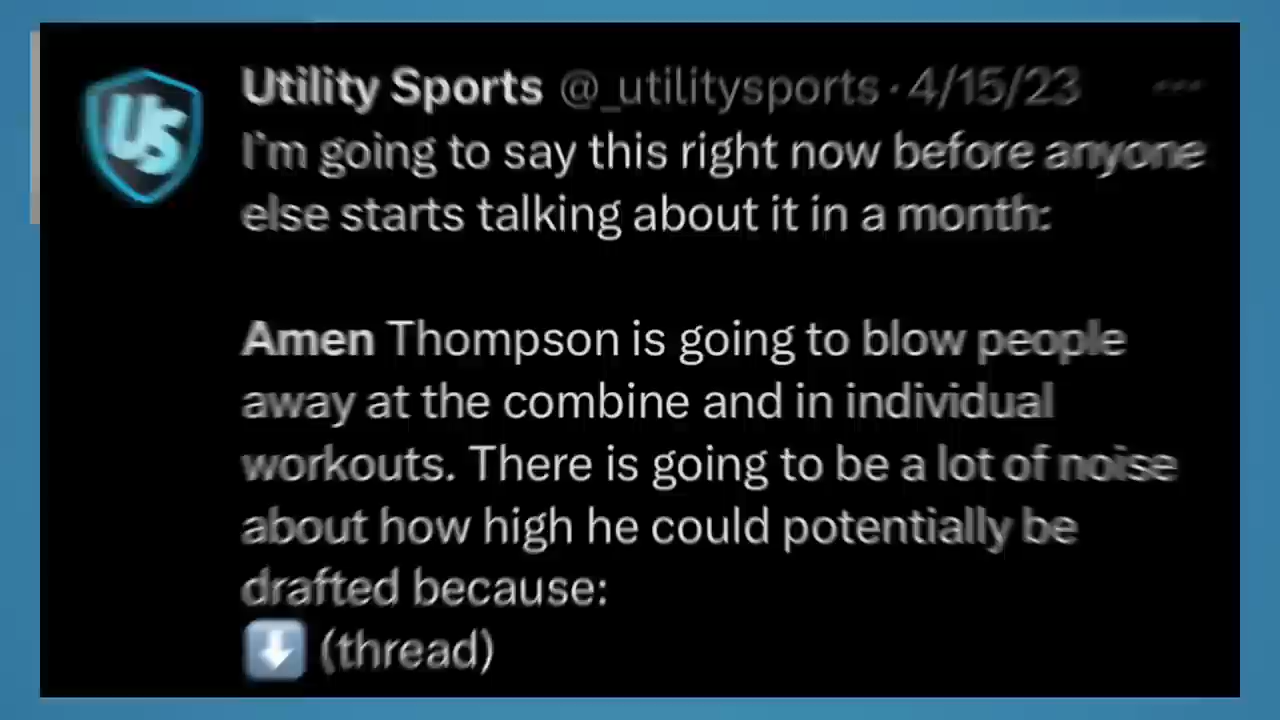 US
Utility Sports @_utilitysports · 4/15/23 ···
I'm going to say this right now before anyone
else starts talking about it in a month:
Amen Thompson is going to blow people
away at the combine and in individual
workouts. There is going to be a lot of noise
about how high he could potentially be
drafted because:
⬇️ (thread)